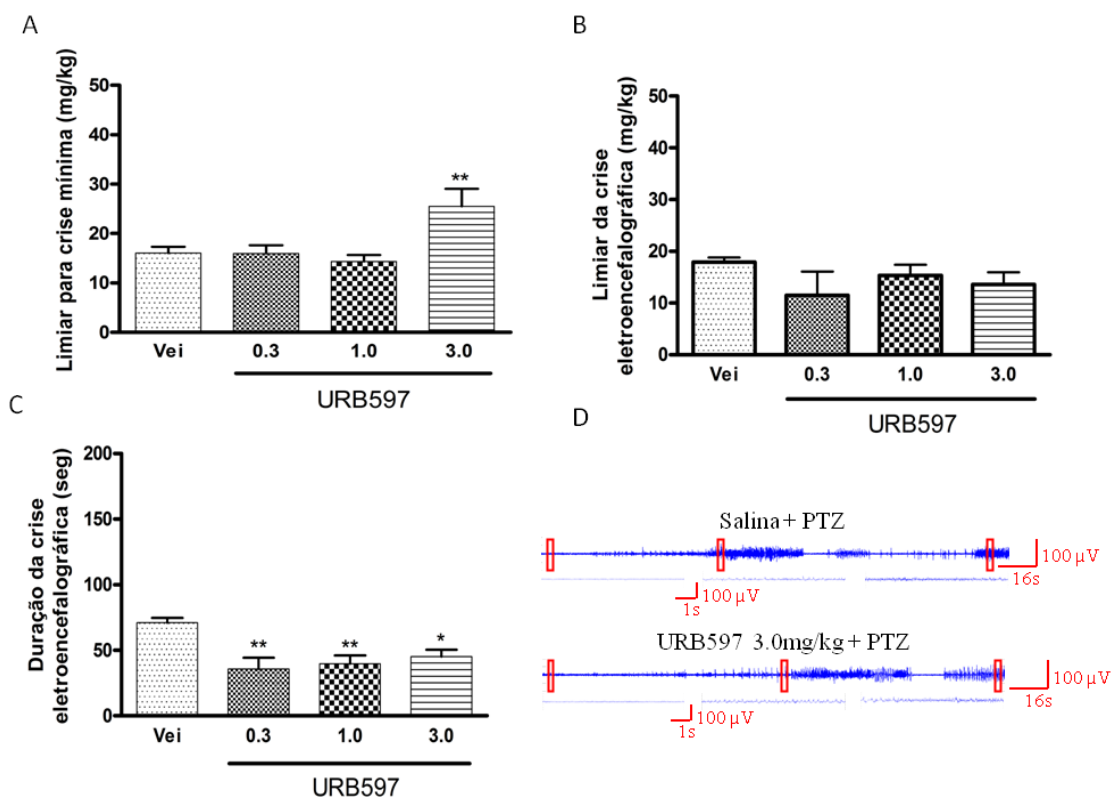 A
Limiar para crise mínima (mg/kg)
50
40
30
20
10
0
**
Vei 0.3 1.0 3.0
URB597
B
Limiar da crise
eletroencefalográfica (mg/kg)
50
40
30
20
10
0
Vei 0.3 1.0 3.0
URB597
C
Duração da crise
eletroencefalográfica (seg)
200
150
100
50
0
** ** *
Vei 0.3 1.0 3.0
URB597
D
Salina + PTZ
100 µV
16s
100 µV
1s
URB597 3.0mg/kg + PTZ
100 µV
16s
100 µV
1s